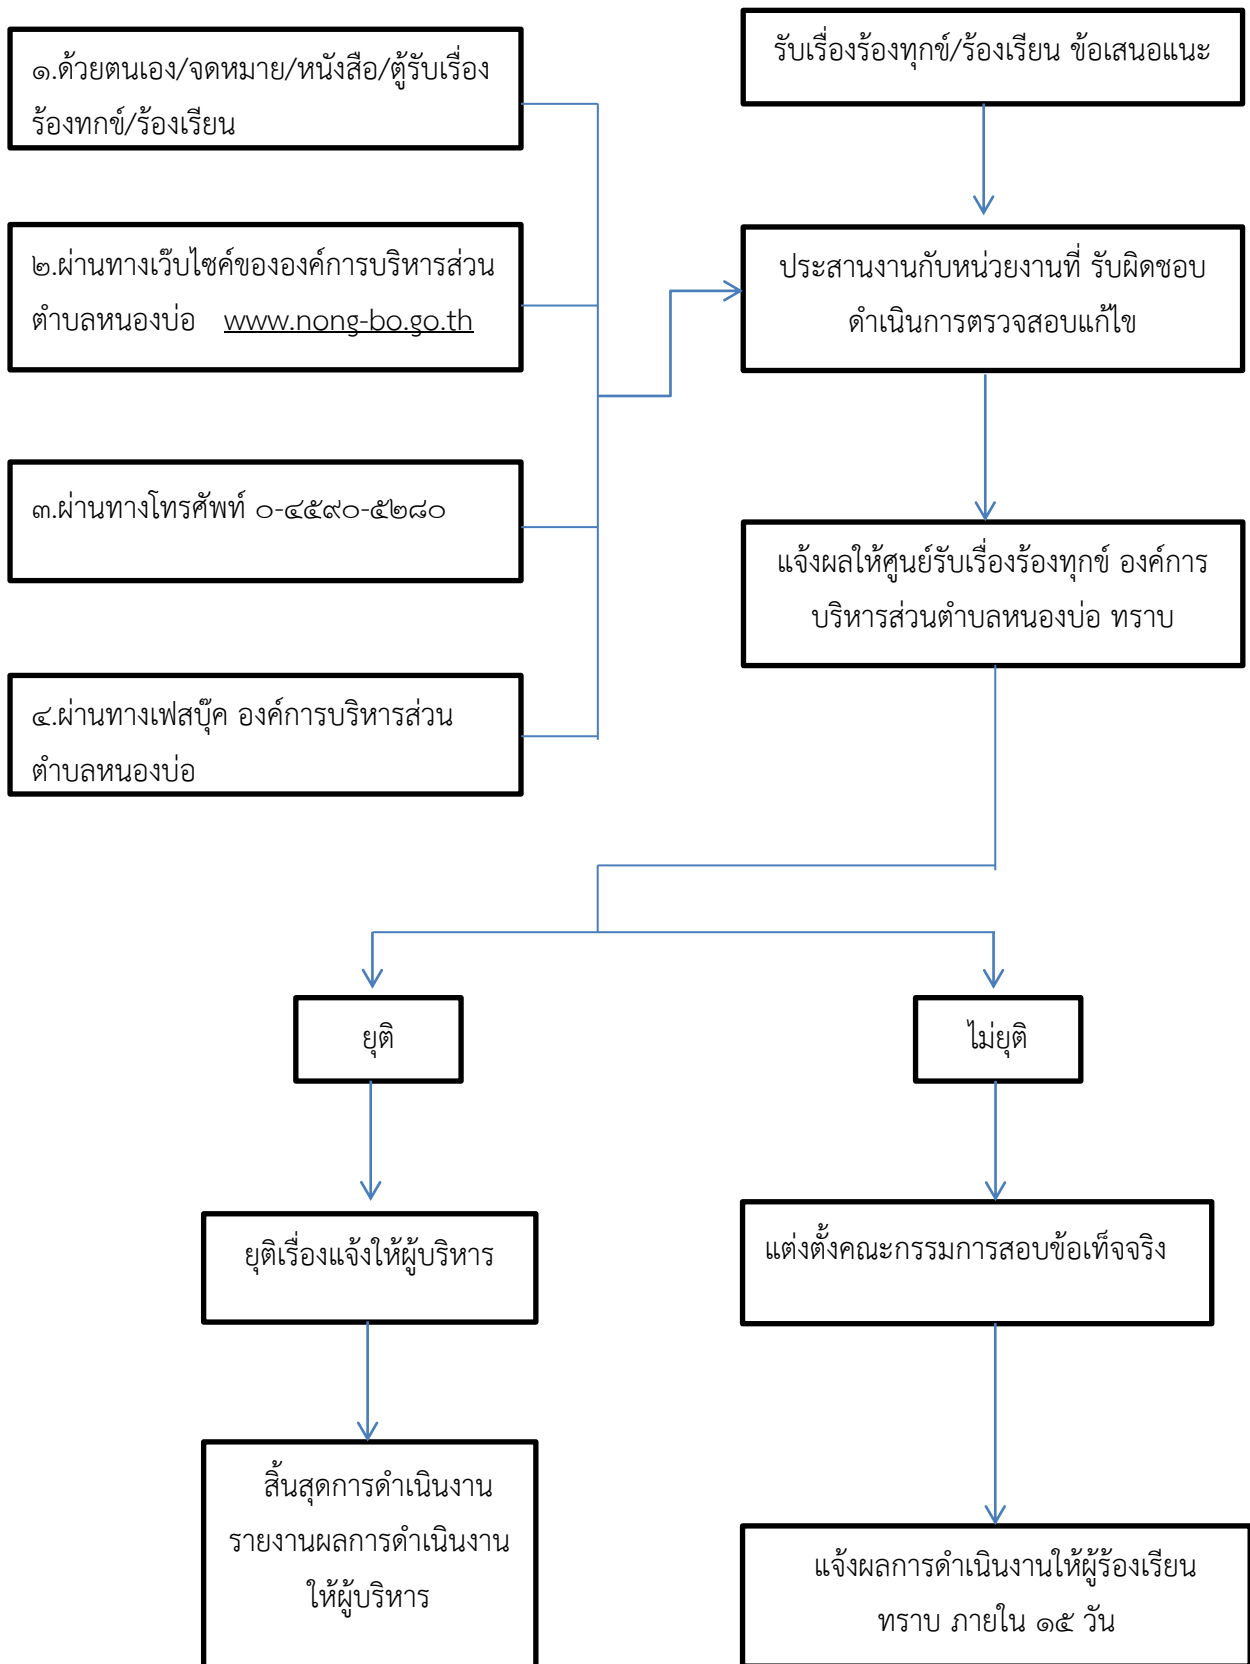 รับเรื่องร้องทุกข์/ร้องเรียน ข้อเสนอแนะ
๑.ด้วยตนเอง/จดหมาย/หนังสือ/ตู้รับเรื่อง
ร้องทกข์/ร้องเรียน
๒.ผ่านทางเว๊บไซค์ขององค์การบริหารส่วน
ตำบลหนองบ่อ www.nong-bo.go.th
ประสานงานกับหน่วยงานที่ รับผิดชอบ
ดำเนินการตรวจสอบแก้ไข
๓.ผ่านทางโทรศัพท์ ๐-๔๕๙๐-๕๒๘๐
แจ้งผลให้ศูนย์รับเรื่องร้องทุกข์ องค์การ
บริหารส่วนตำบลหนองบ่อ ทราบ
๔.ผ่านทางเฟสบุ๊ค องค์การบริหารส่วน
ตำบลหนองบ่อ
ยุติ
ไม่ยุติ
ยุติเรื่องแจ้งให้ผู้บริหาร
แต่งตั้งคณะกรรมการสอบข้อเท็จจริง
สิ้นสุดการดำเนินงาน
รายงานผลการดำเนินงาน
ให้ผู้บริหาร
แจ้งผลการดำเนินงานให้ผู้ร้องเรียน
ทราบ ภายใน ๑๕ วัน